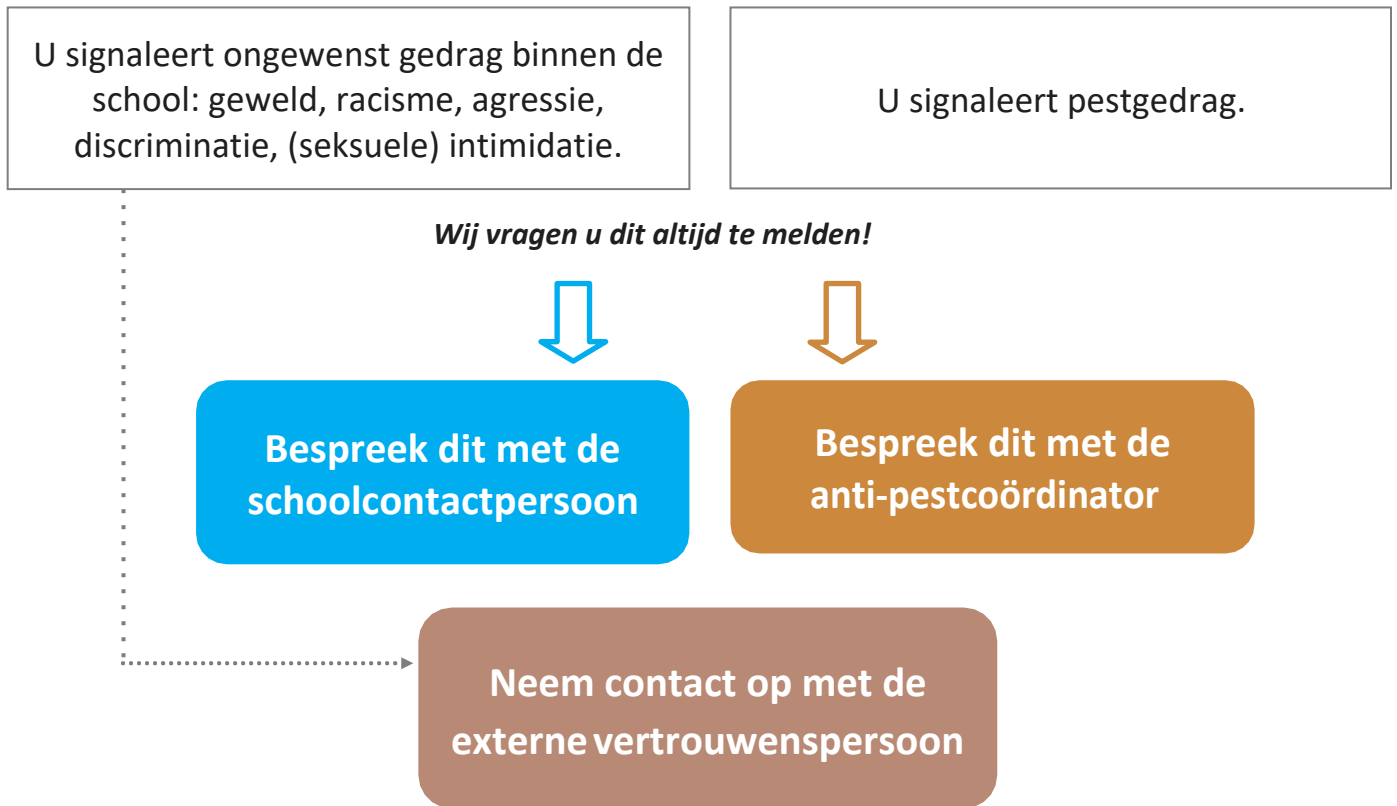 U signaleert ongewenst gedrag binnen de
school: geweld, racisme, agressie,
discriminatie, (seksuele) intimidatie.
U signaleert pestgedrag.
Wij vragen u dit altijd te melden!
Bespreek dit met de
schoolcontactpersoon
Bespreek dit met de
anti-pestcoördinator
Neem contact op met de
externe vertrouwenspersoon